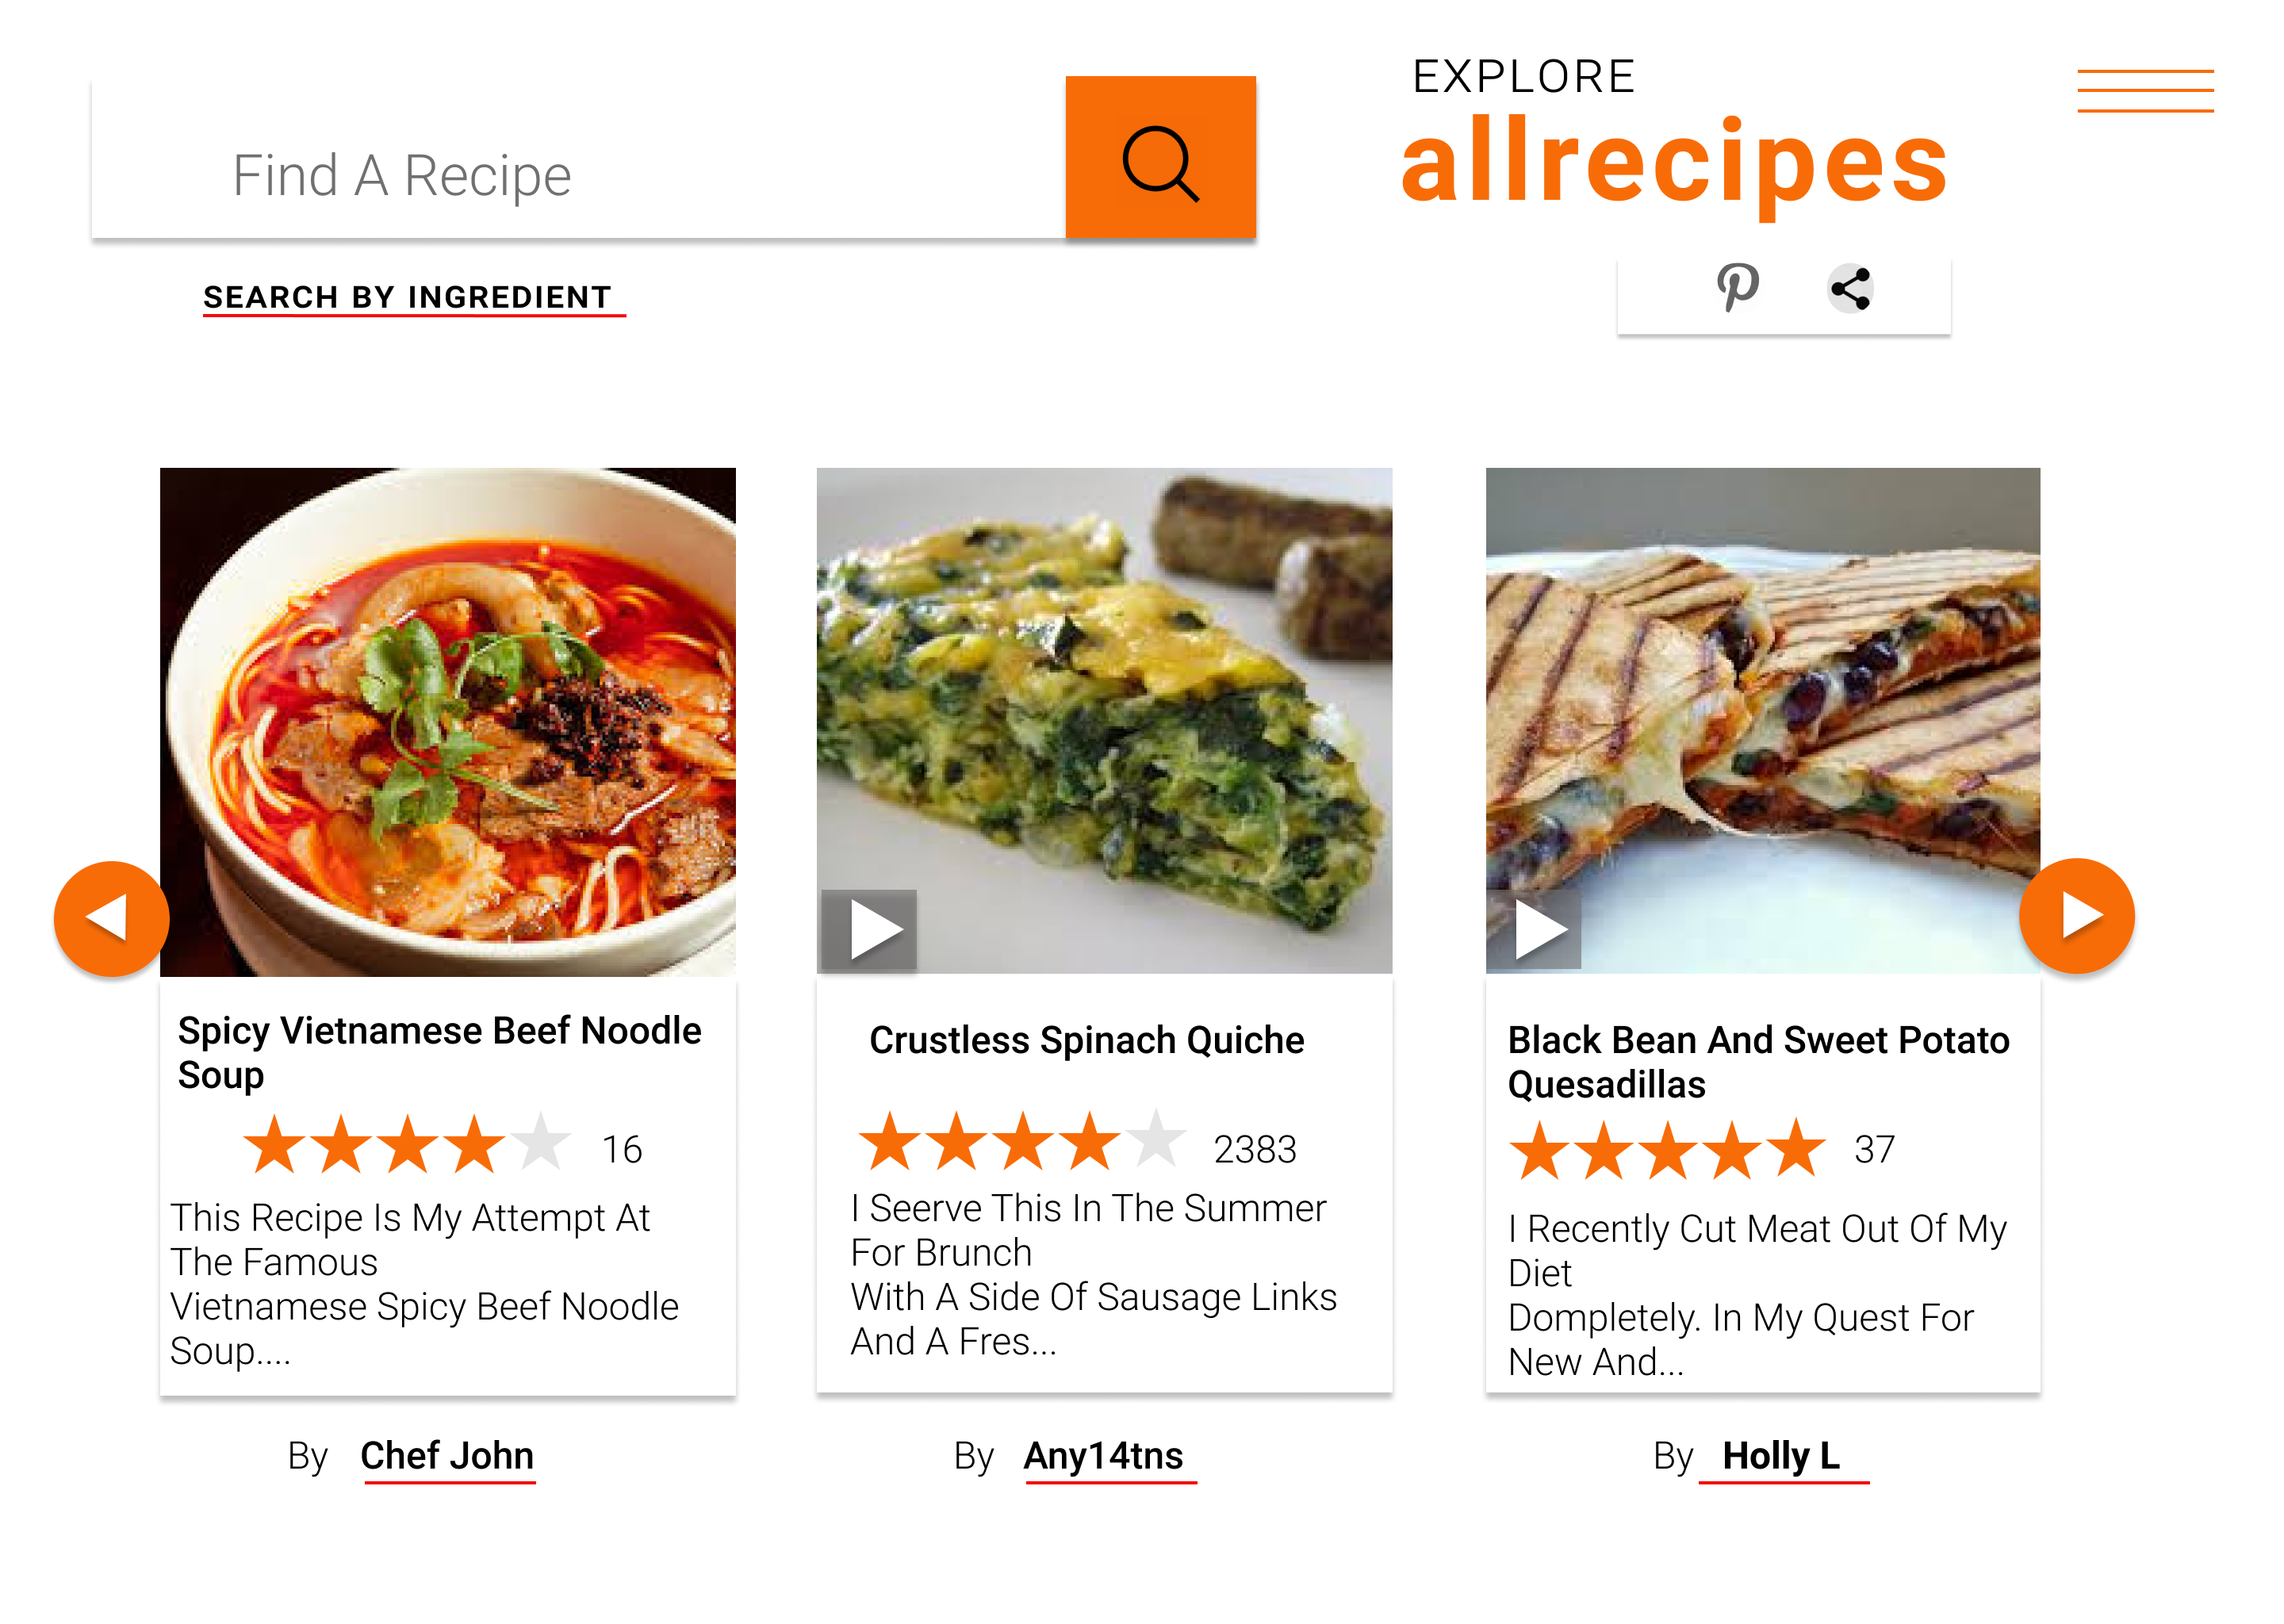 EXPLORE
allrecipes
Find A Recipe
SEARCH BY INGREDIENT
Spicy Vietnamese Beef Noodle
Soup
16
This Recipe Is My Attempt At
The Famous
Vietnamese Spicy Beef Noodle
Soup....
By Chef John
Crustless Spinach Quiche
2383
I Seerve This In The Summer
For Brunch
With A Side Of Sausage Links
And A Fres...
By Any14tns
Black Bean And Sweet Potato
Quesadillas
37
I Recently Cut Meat Out Of My
Diet
Dompletely. In My Quest For
New And...
By Holly L